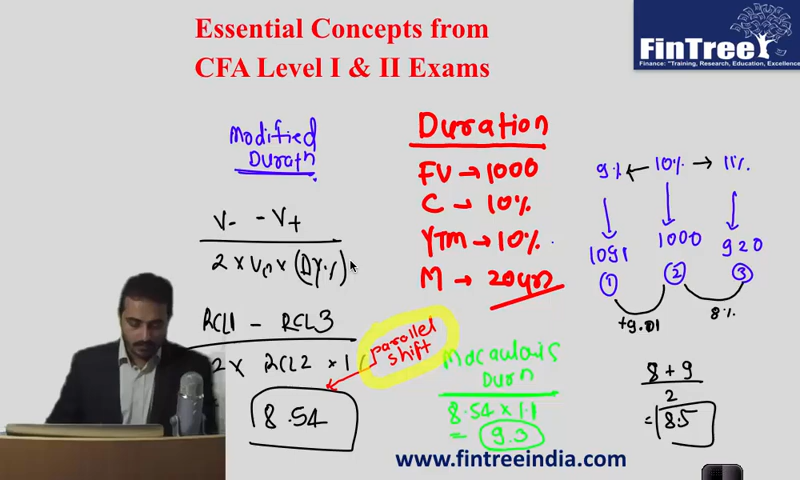 Essential Concepts from
CFA Level I & II Exams
FinTree
Finance: "Training, Research, Education, Excellence
Modified
Duratn
V- - V+
2 × V0 × (Δy%)
RCL1 - RCL3
2 × RCL2 × 1
8.54
Duration
FV → 1000
C → 10%
YTM → 10%
M → 20yrs
parallel
shift
Macaulay's
Durn
8.54 × 1.1
= 9.3
9% ← 10% → 11%
1091 1000 920
1 2 3
+9.01 8%
8 + 9
2
= 8.5
www.fintreeindia.com